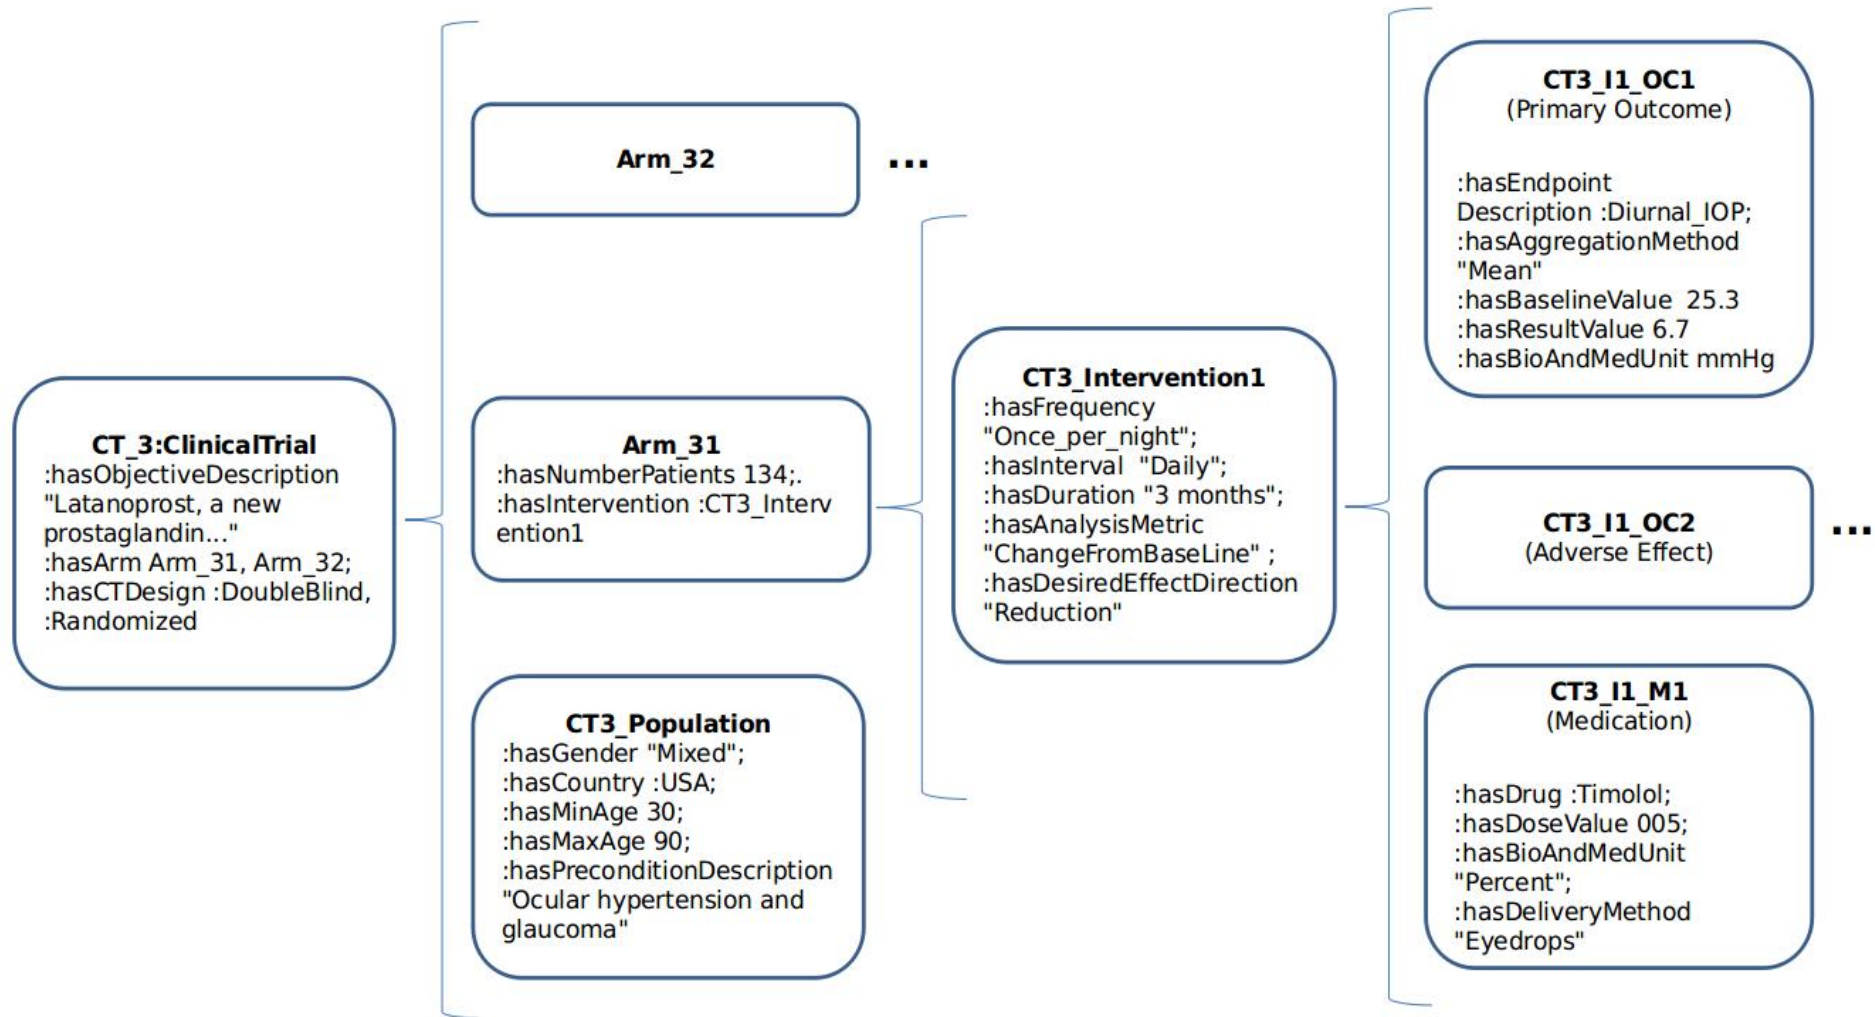 CT_3:ClinicalTrial
:hasObjectiveDescription
"Latanoprost, a new
prostaglandin..."
:hasArm Arm_31, Arm_32;
:hasCTDesign :DoubleBlind,
:Randomized
Arm_32
...
Arm_31
:hasNumberPatients 134;.
:hasIntervention :CT3_Interv
ention1
CT3_Population
:hasGender "Mixed";
:hasCountry :USA;
:hasMinAge 30;
:hasMaxAge 90;
:hasPreconditionDescription
"Ocular hypertension and
glaucoma"
CT3_Intervention1
:hasFrequency
"Once_per_night";
:hasInterval  "Daily";
:hasDuration "3 months";
:hasAnalysisMetric
"ChangeFromBaseLine" ;
:hasDesiredEffectDirection
"Reduction"
CT3_I1_OC1
(Primary Outcome)
:hasEndpoint
Description :Diurnal_IOP;
:hasAggregationMethod
"Mean"
:hasBaselineValue  25.3
:hasResultValue 6.7
:hasBioAndMedUnit mmHg
CT3_I1_OC2
(Adverse Effect)
...
CT3_I1_M1
(Medication)
:hasDrug :Timolol;
:hasDoseValue 005;
:hasBioAndMedUnit
"Percent";
:hasDeliveryMethod
"Eyedrops"